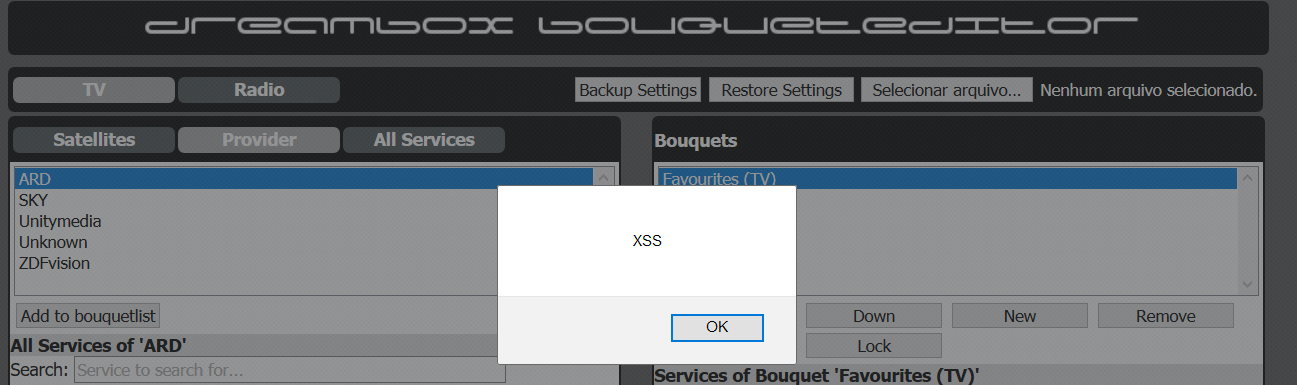 dreambox bouqueteditor
TV Radio Backup Settings Restore Settings Selecionar arquivo... Nenhum arquivo selecionado.
Satellites Provider All Services
Bouquets
ARD
SKY
Unitymedia
Unknown
ZDFvision
Favourites (TV)
XSS
OK
Add to bouquetlist
Down New Remove
Lock
All Services of 'ARD'
Search: Service to search for...
Services of Bouquet 'Favourites (TV)'